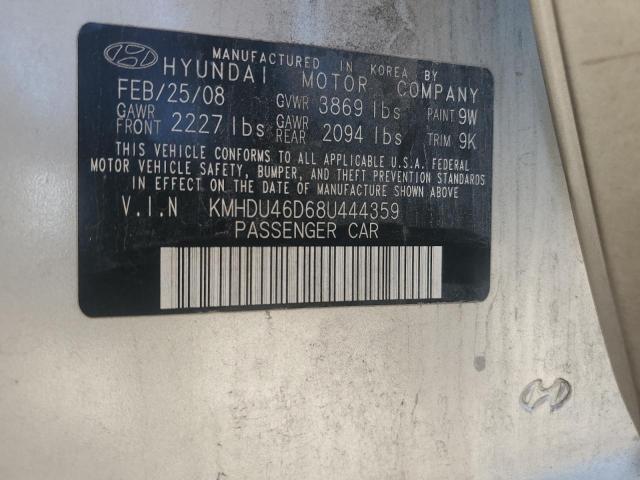 MANUFACTURED IN KOREA BY
HYUNDAI MOTOR COMPANY
FEB/25/08 GVWR 3869 lbs PAINT 9W
GAWR FRONT 2227 lbs GAWR REAR 2094 lbs TRIM 9K
THIS VEHICLE CONFORMS TO ALL APPLICABLE U.S.A. FEDERAL
MOTOR VEHICLE SAFETY, BUMPER, AND THEFT PREVENTION STANDARDS
IN EFFECT ON THE DATE OF MANUFACTURE SHOWN ABOVE
V.I.N KMHDU46D68U444359
PASSENGER CAR